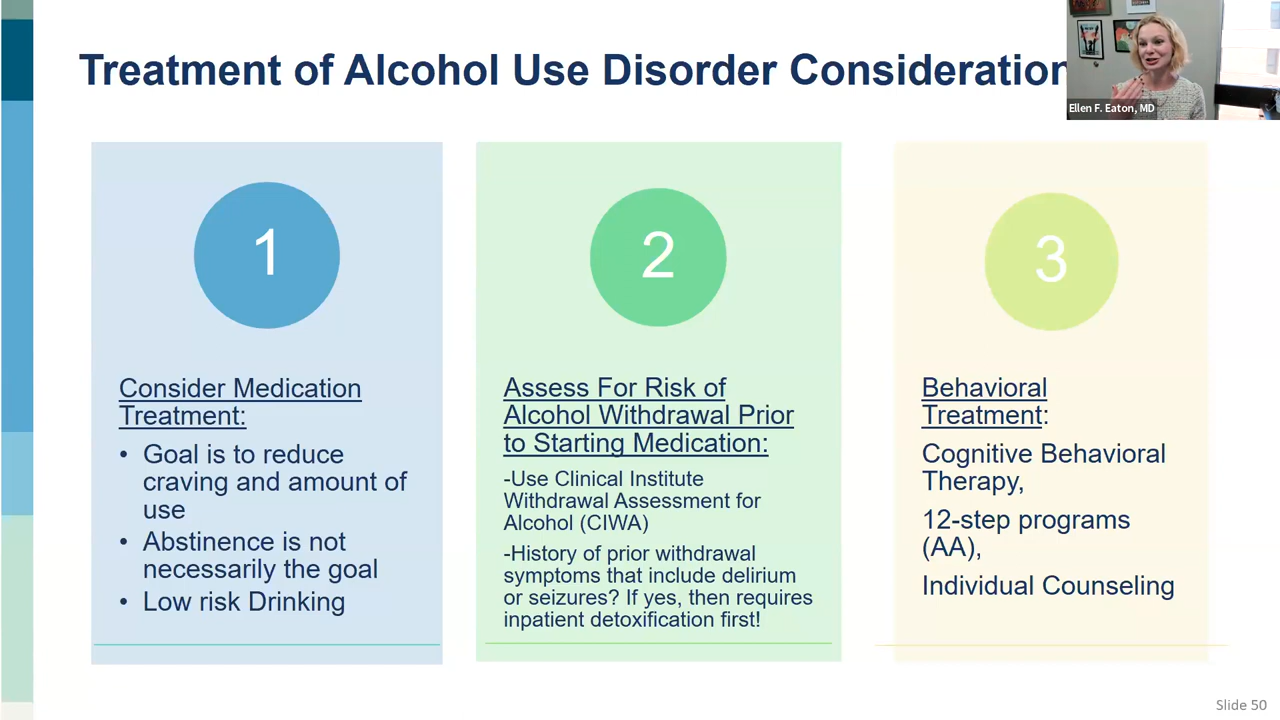 Treatment of Alcohol Use Disorder Consideration
Ellen F. Eaton, MD
1
Consider Medication
Treatment:
• Goal is to reduce
craving and amount of
use
• Abstinence is not
necessarily the goal
• Low risk Drinking
2
Assess For Risk of
Alcohol Withdrawal Prior
to Starting Medication:
-Use Clinical Institute
Withdrawal Assessment for
Alcohol (CIWA)
-History of prior withdrawal
symptoms that include delirium
or seizures? If yes, then requires
inpatient detoxification first!
3
Behavioral
Treatment:
Cognitive Behavioral
Therapy,
12-step programs
(AA),
Individual Counseling
Slide 50